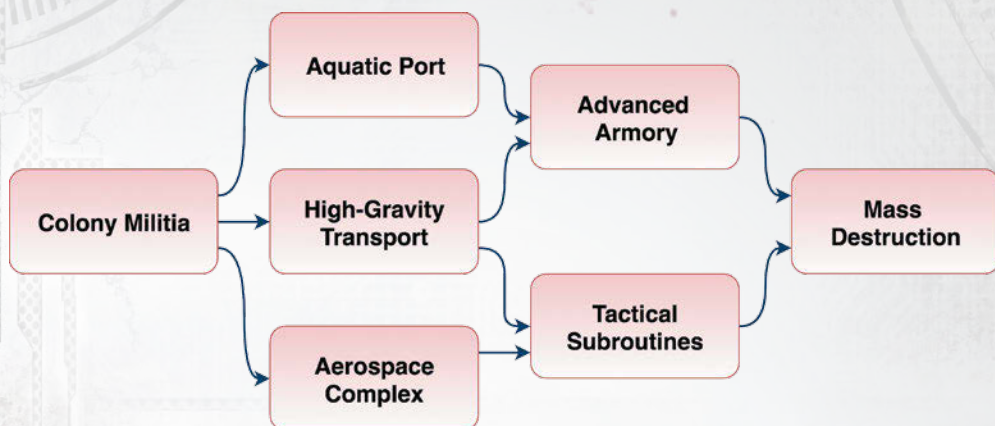 Aquatic Port
Advanced
Armory
Colony Militia
High-Gravity
Transport
Mass
Destruction
Tactical
Subroutines
Aerospace
Complex